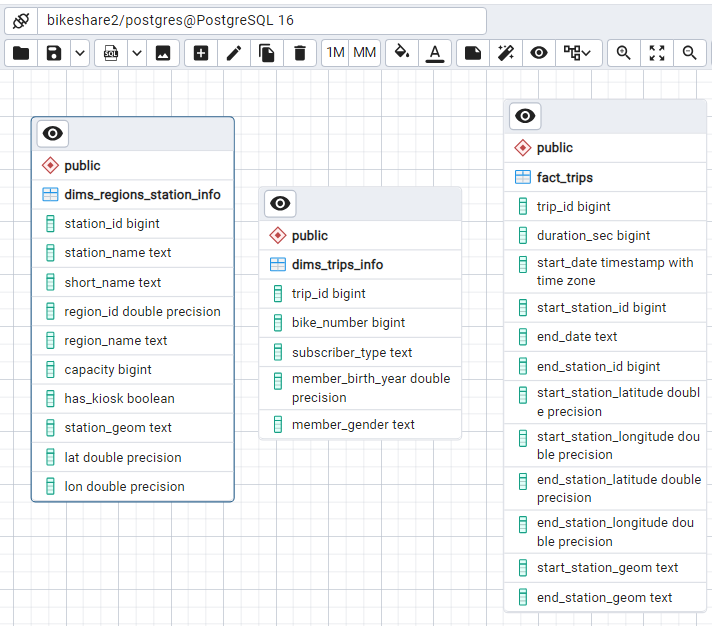 bikeshare2/postgres@PostgreSQL 16
SQL
1M
MM
A
public
dims_regions_station_info
station_id bigint
station_name text
short_name text
region_id double precision
region_name text
capacity bigint
has_kiosk boolean
station_geom text
lat double precision
lon double precision
public
dims_trips_info
trip_id bigint
bike_number bigint
subscriber_type text
member_birth_year double
precision
member_gender text
public
fact_trips
trip_id bigint
duration_sec bigint
start_date timestamp with
time zone
start_station_id bigint
end_date text
end_station_id bigint
start_station_latitude doubl
e precision
start_station_longitude dou
ble precision
end_station_latitude double
precision
end_station_longitude dou
ble precision
start_station_geom text
end_station_geom text